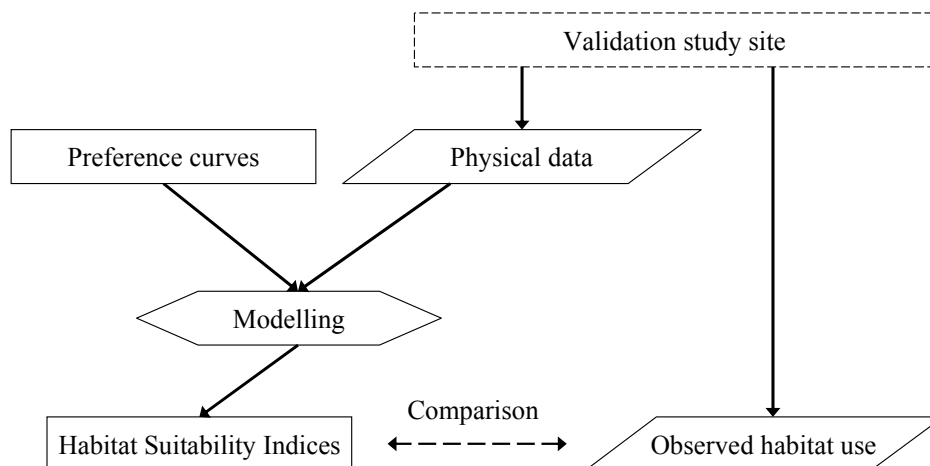 Validation study site
Preference curves
Physical data
Modelling
Comparison
Habitat Suitability Indices
Observed habitat use